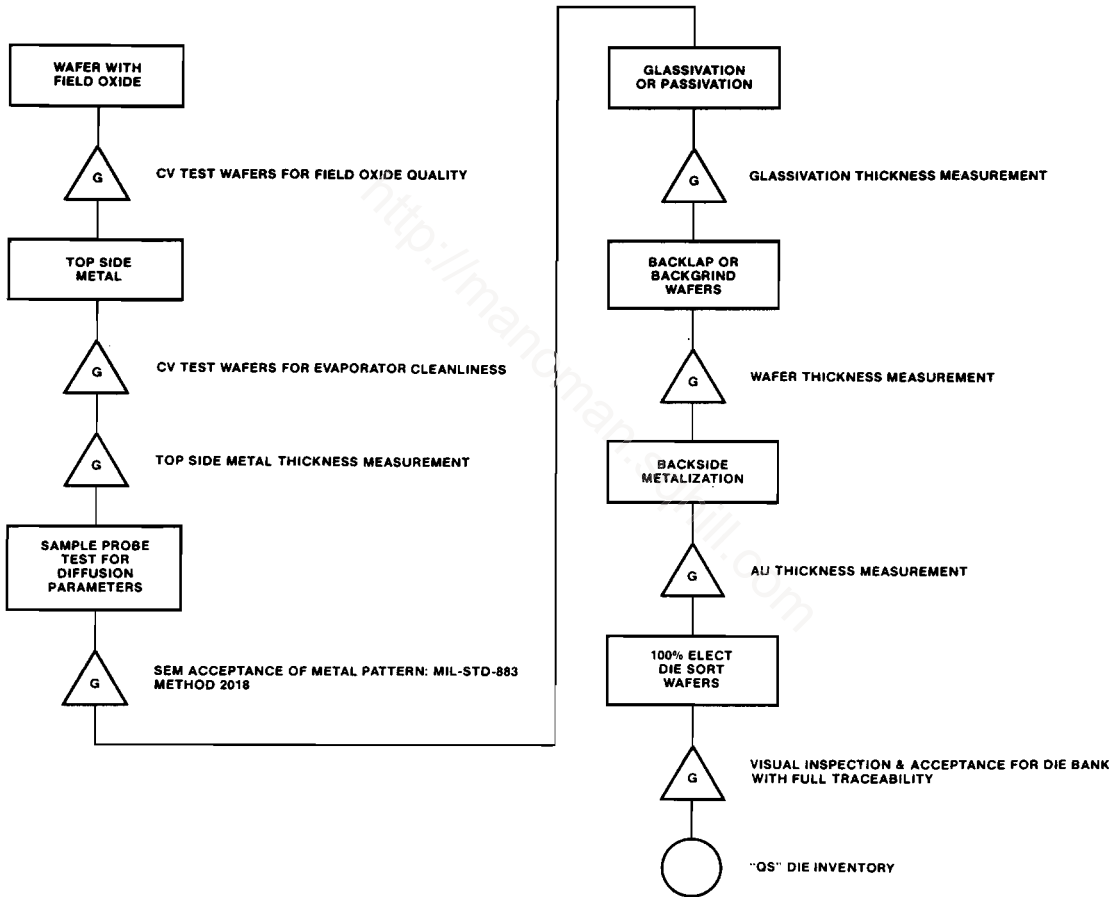 WAFER WITH
FIELD OXIDE
G
CV TEST WAFERS FOR FIELD OXIDE QUALITY
TOP SIDE
METAL
G
CV TEST WAFERS FOR EVAPORATOR CLEANLINESS
G
TOP SIDE METAL THICKNESS MEASUREMENT
SAMPLE PROBE
TEST FOR
DIFFUSION
PARAMETERS
G
SEM ACCEPTANCE OF METAL PATTERN: MIL-STD-883
METHOD 2018
GLASSIVATION
OR PASSIVATION
G
GLASSIVATION THICKNESS MEASUREMENT
BACKLAP OR
BACKGRIND
WAFERS
G
WAFER THICKNESS MEASUREMENT
BACKSIDE
METALIZATION
G
AU THICKNESS MEASUREMENT
100% ELECT
DIE SORT
WAFERS
G
VISUAL INSPECTION & ACCEPTANCE FOR DIE BANK
WITH FULL TRACEABILITY
"QS" DIE INVENTORY
http://manoman.sqhill.com